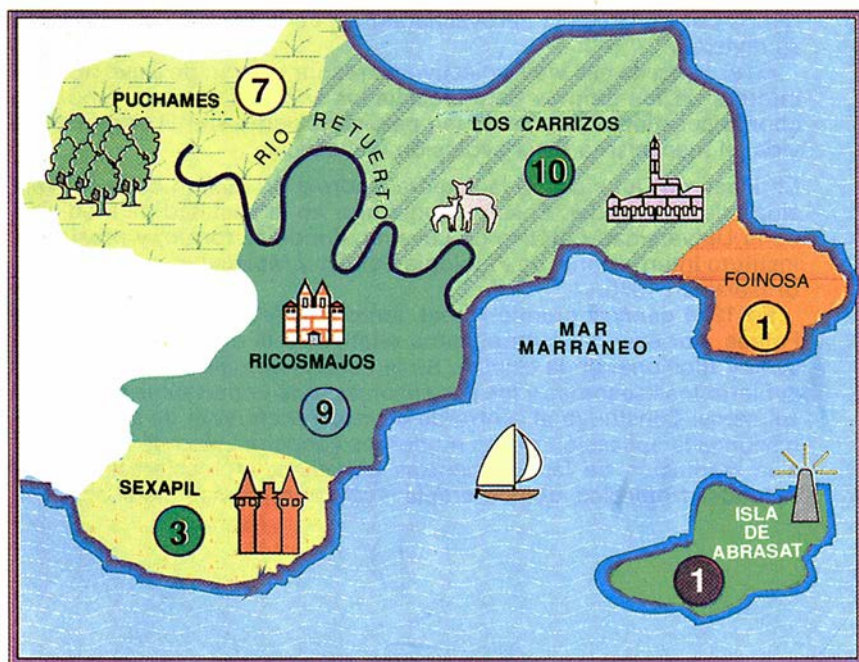 PUCHAMES
7
RIO RETUERTO
LOS CARRIZOS
10
FOINOSA
1
MAR
MARRANEO
RICOSMAJOS
9
SEXAPIL
3
ISLA
DE
ABRASAT
1